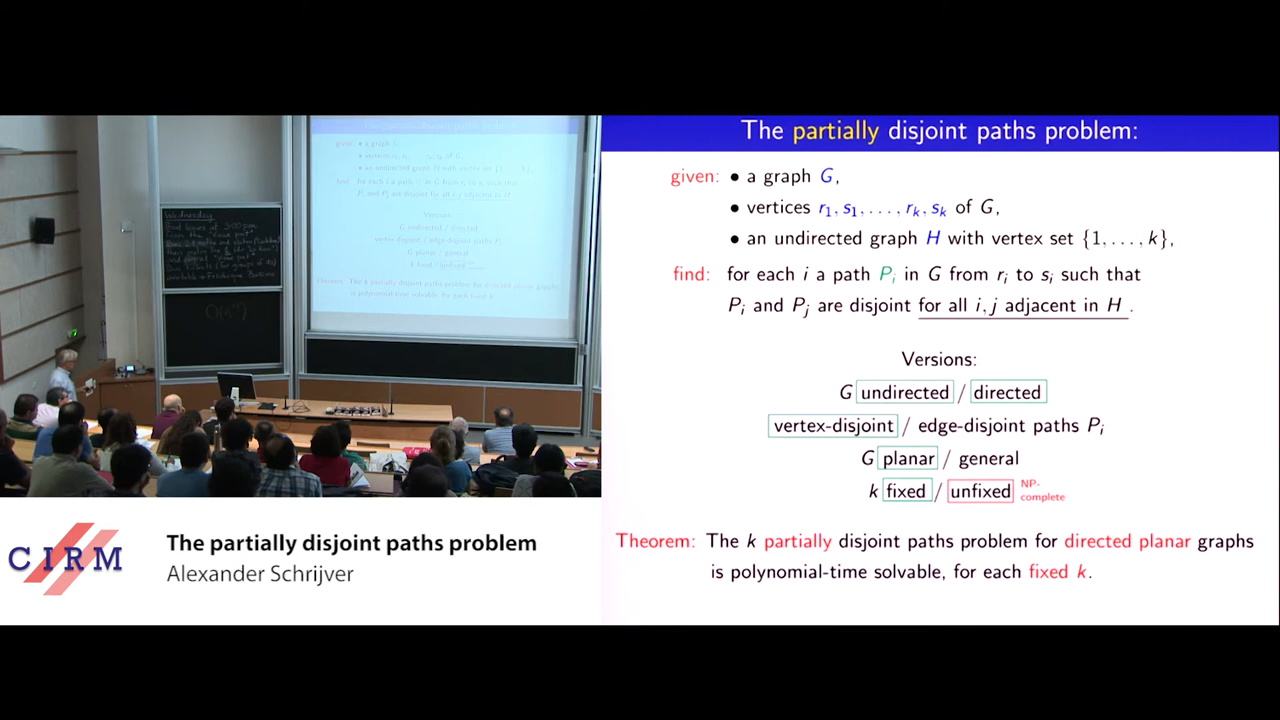 The partially disjoint paths problem:
given: • a graph G,
• vertices r₁, s₁, . . . , rₖ, sₖ of G,
• an undirected graph H with vertex set {1, . . . , k},
find: for each i a path Pᵢ in G from rᵢ to sᵢ such that
Pᵢ and Pⱼ are disjoint for all i, j adjacent in H .
Versions:
G undirected / directed
vertex-disjoint / edge-disjoint paths Pᵢ
G planar / general
k fixed / unfixed NP-
complete
Theorem: The k partially disjoint paths problem for directed planar graphs
is polynomial-time solvable, for each fixed k.
Wednesday
CIRM
The partially disjoint paths problem
Alexander Schrijver